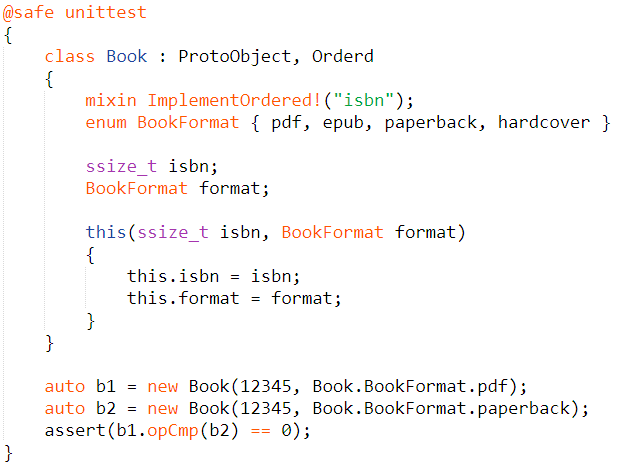 @safe unittest
{
    class Book : ProtoObject, Orderd
    {
        mixin ImplementOrdered!("isbn");
        enum BookFormat { pdf, epub, paperback, hardcover }

        ssize_t isbn;
        BookFormat format;

        this(ssize_t isbn, BookFormat format)
        {
            this.isbn = isbn;
            this.format = format;
        }
    }

    auto b1 = new Book(12345, Book.BookFormat.pdf);
    auto b2 = new Book(12345, Book.BookFormat.paperback);
    assert(b1.opCmp(b2) == 0);
}